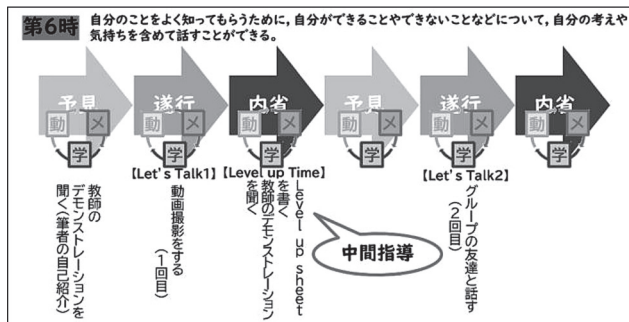 第6時
自分のことをよく知ってもらうために,自分ができることやできないことなどについて,自分の考えや
気持ちを含めて話すことができる。
予見
動
メ
学
遂行
動
メ
学
内省
動
メ
学
予見
動
メ
学
遂行
動
メ
学
内省
動
メ
学
【Let's Talk1】
【Level up Time】
【Let's Talk2】
教師の
デモンストレーションを
聞く(筆者の自己紹介)
動画撮影をする
(1回目)
Level up sheet
を書く
教師のデモンストレーション
を聞く
中間指導
グループの友達と話す
(2回目)